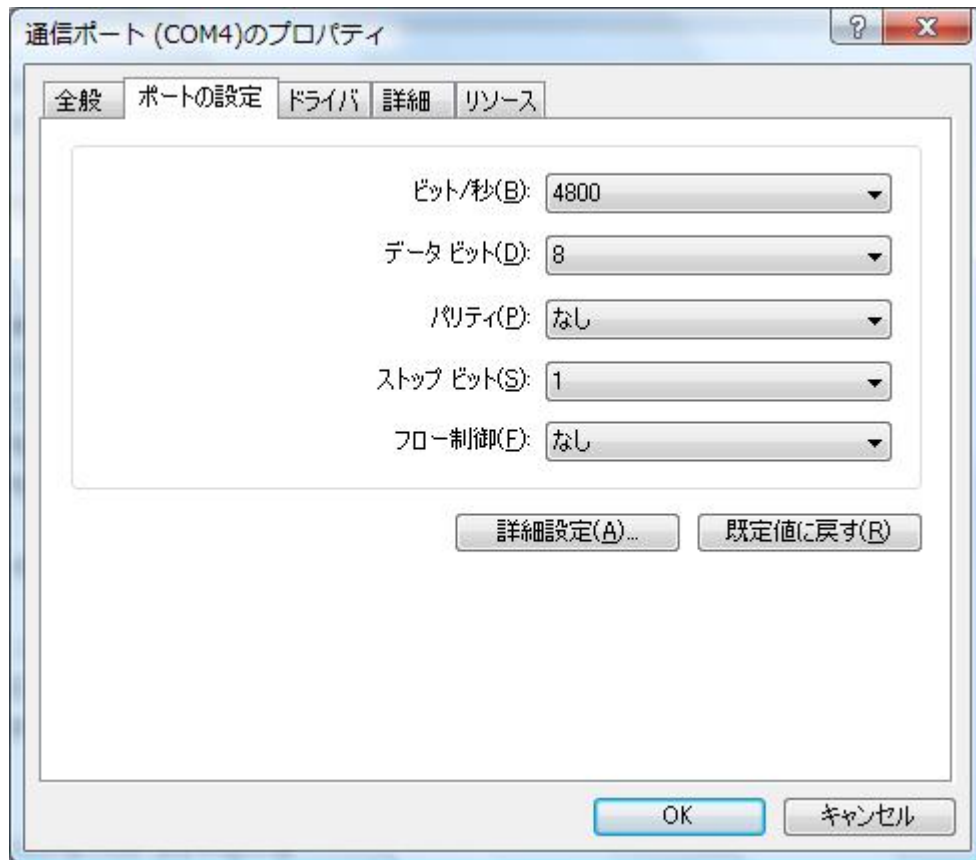 通信ポート (COM4)のプロパティ
全般 ポートの設定 ドライバ 詳細 リソース
ビット/秒(B): 4800
データ ビット(D): 8
パリティ(P): なし
ストップ ビット(S): 1
フロー制御(F): なし
詳細設定(A)... 既定値に戻す(R)
OK キャンセル